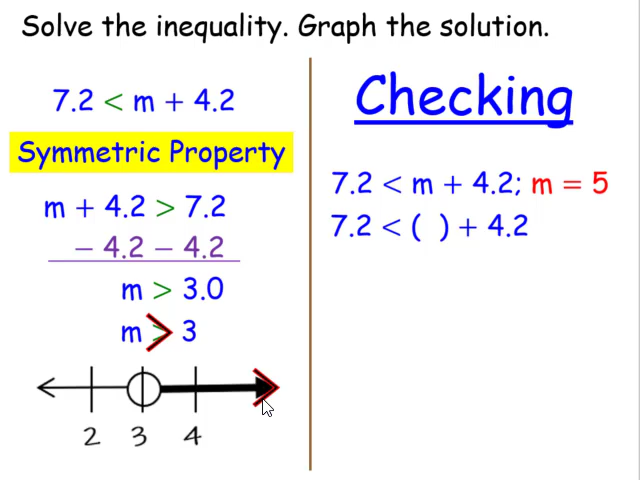 Solve the inequality. Graph the solution.
7.2 < m + 4.2
Symmetric Property
m + 4.2 > 7.2
− 4.2 − 4.2
m > 3.0
m > 3
2 3 4
Checking
7.2 < m + 4.2; m = 5
7.2 < ( ) + 4.2